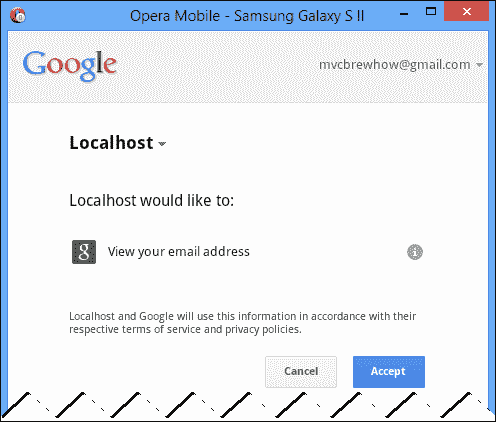 Opera Mobile - Samsung Galaxy S II
Google
mvcbrewhow@gmail.com
Localhost
Localhost would like to:
g
View your email address
i
Localhost and Google will use this information in accordance with their
respective terms of service and privacy policies.
Cancel
Accept